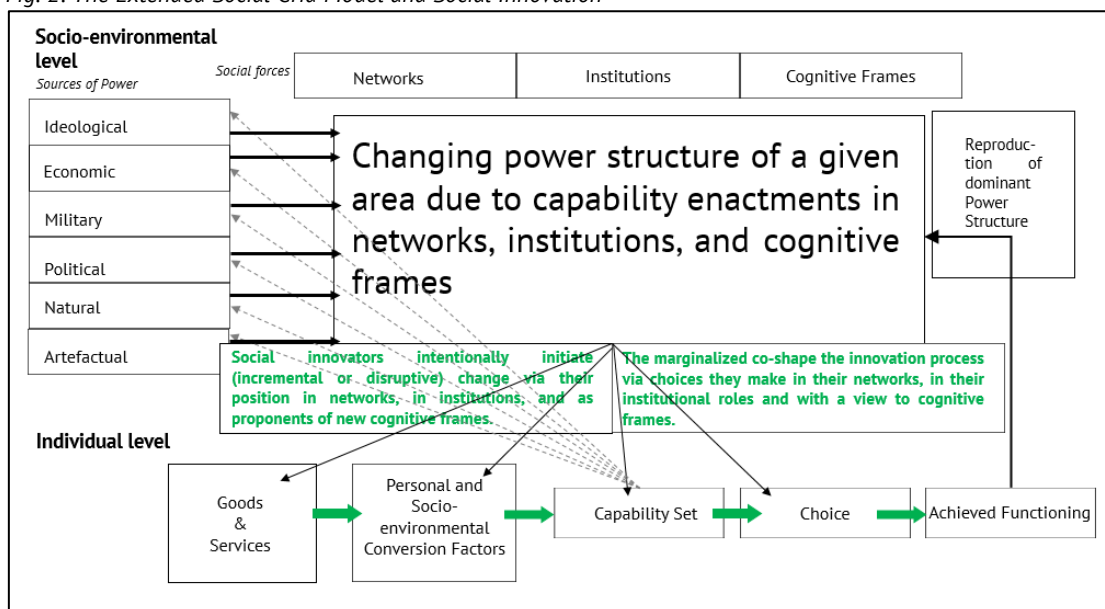 Fig. 2: The Extended Social Grid Model and Social Innovation
Socio-environmental
level
Sources of Power
Social forces
Networks
Institutions
Cognitive Frames
Ideological
Economic
Military
Political
Natural
Artefactual
Changing power structure of a given
area due to capability enactments in
networks, institutions, and cognitive
frames
Reproduc-
tion of
dominant
Power
Structure
Social innovators intentionally initiate
(incremental or disruptive) change via their
position in networks, in institutions, and as
proponents of new cognitive frames.
The marginalized co-shape the innovation process
via choices they make in their networks, in their
institutional roles and with a view to cognitive
frames.
Individual level
Goods
&
Services
Personal and
Socio-
environmental
Conversion Factors
Capability Set
Choice
Achieved Functioning